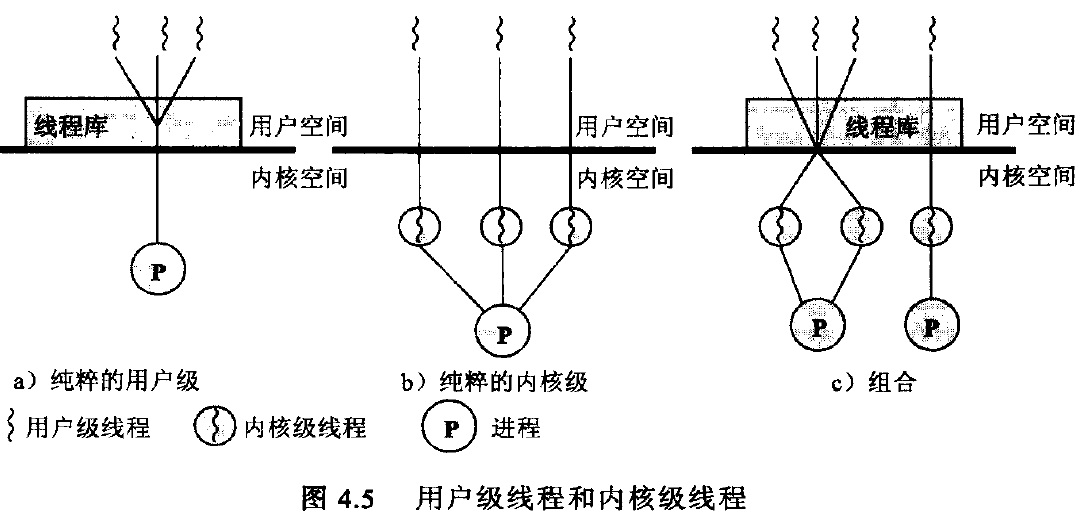 线程库
用户空间
内核空间
P
a）纯粹的用户级
用户空间
内核空间
P
b）纯粹的内核级
线程库
用户空间
内核空间
P
P
c）组合
用户级线程
内核级线程
P
进程
图 4.5 用户级线程和内核级线程